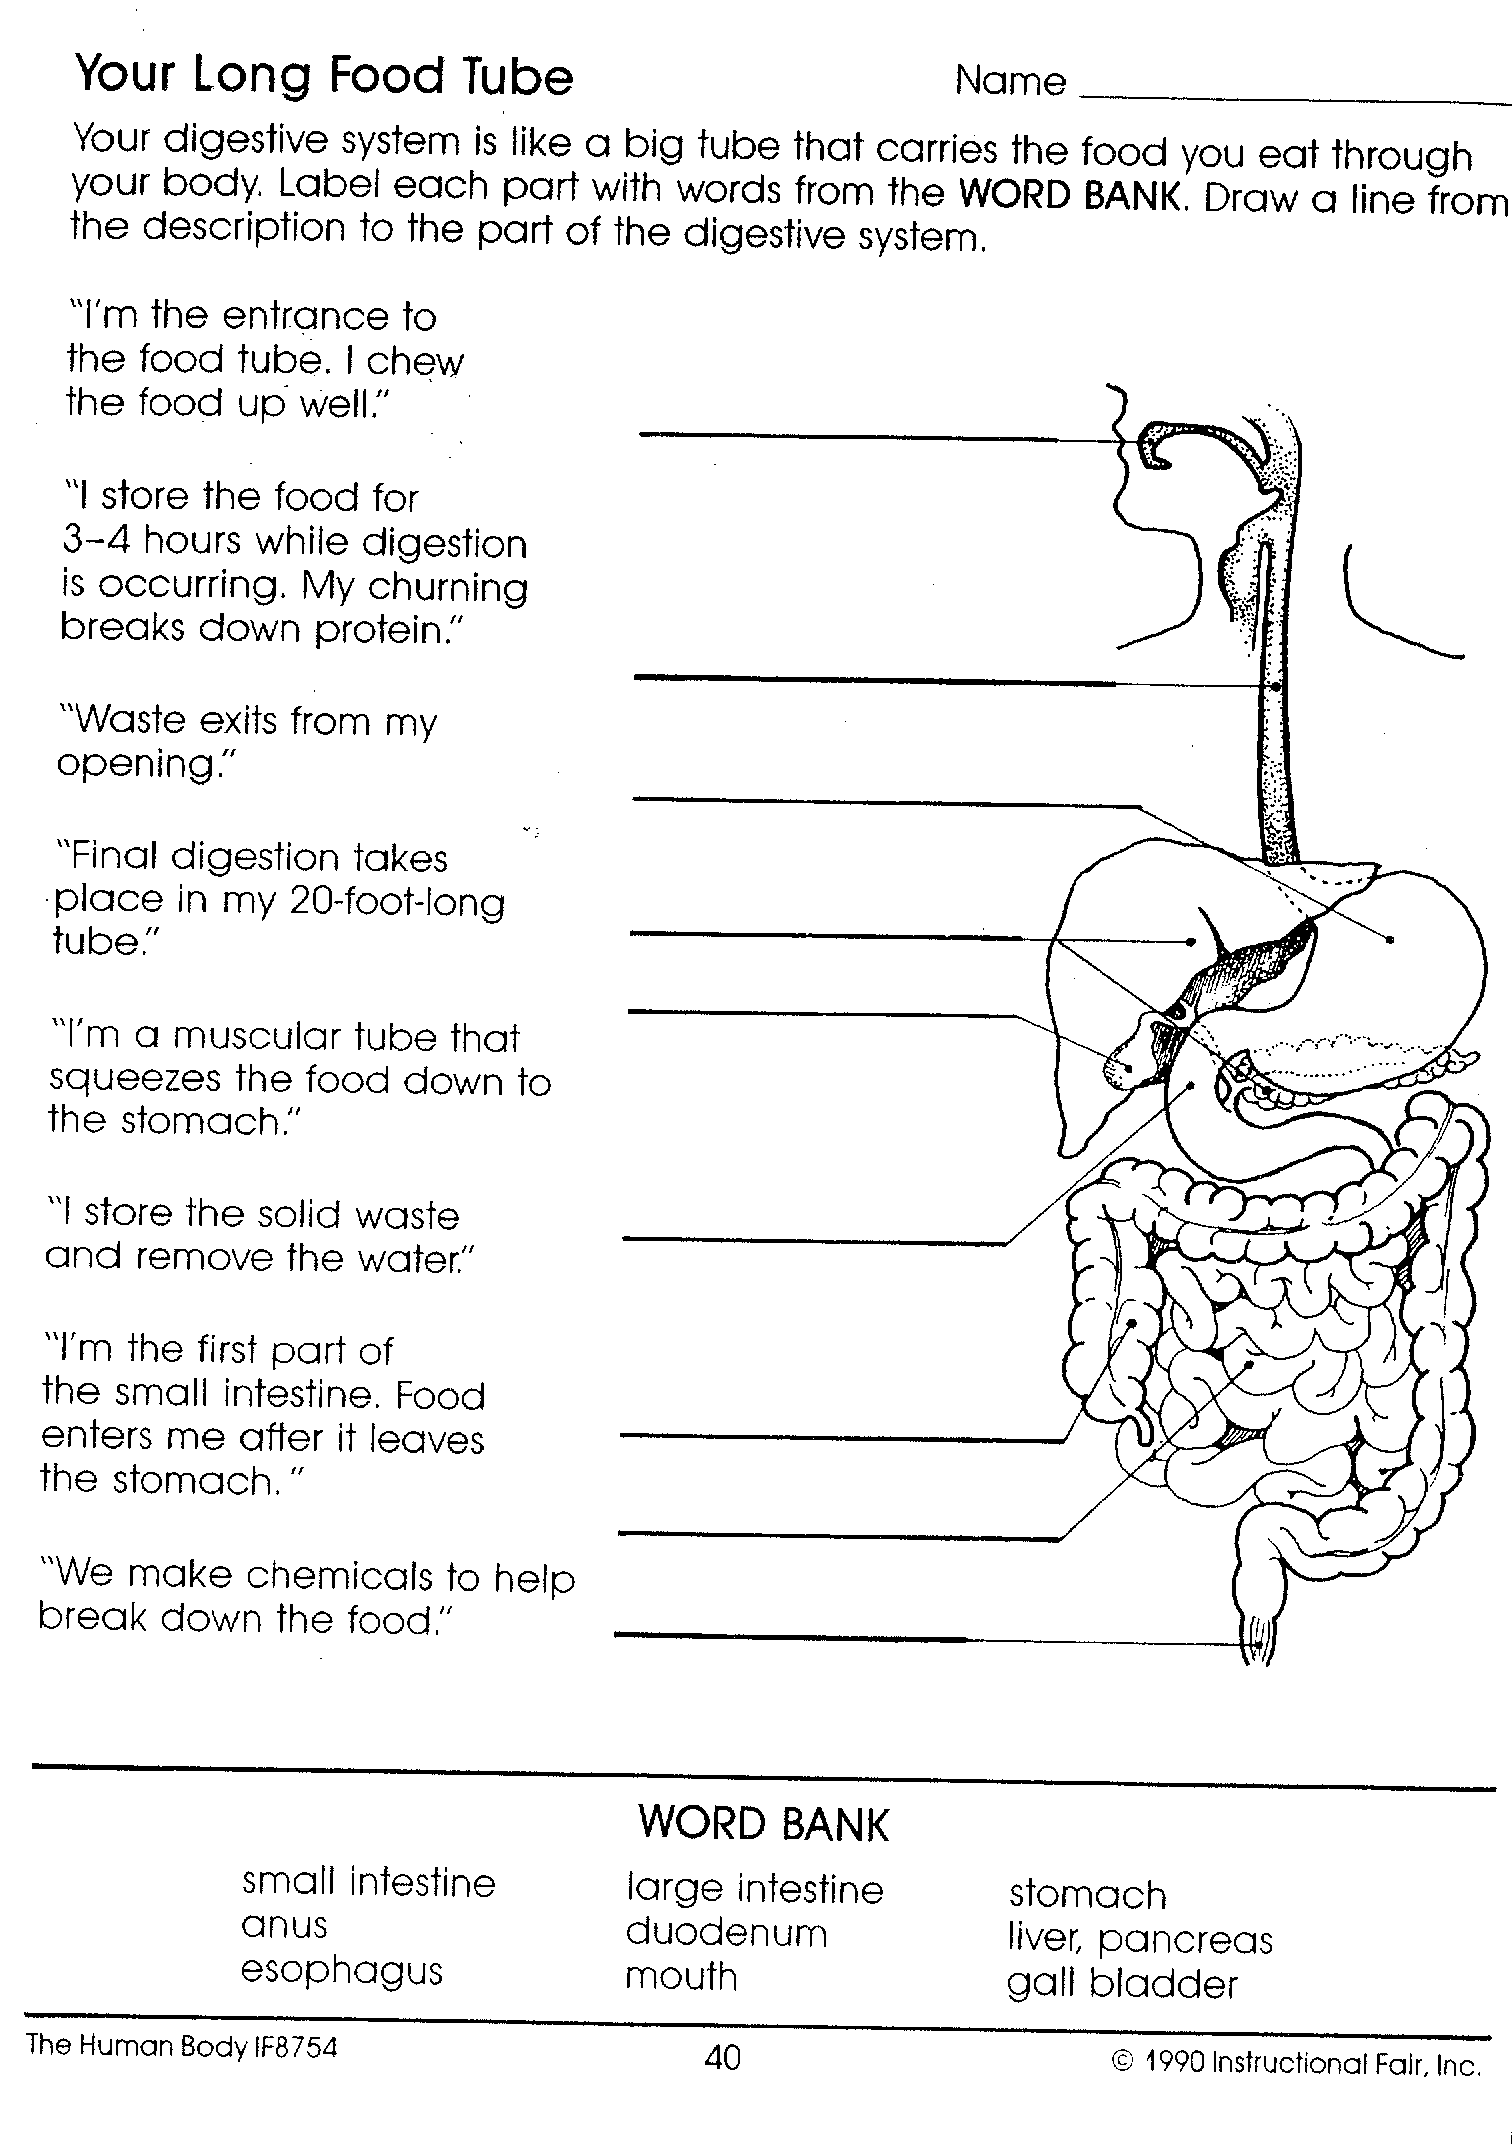 Your Long Food Tube
Name
Your digestive system is like a big tube that carries the food you eat through
your body. Label each part with words from the WORD BANK. Draw a line from
the description to the part of the digestive system.
"I'm the entrance to
the food tube. I chew
the food up well."
"I store the food for
3-4 hours while digestion
is occurring. My churning
breaks down protein."
"Waste exits from my
opening."
"Final digestion takes
place in my 20-foot-long
tube."
"I'm a muscular tube that
squeezes the food down to
the stomach."
"I store the solid waste
and remove the water."
"I'm the first part of
the small intestine. Food
enters me after it leaves
the stomach. "
"We make chemicals to help
break down the food."
WORD BANK
small intestine
anus
esophagus
large intestine
duodenum
mouth
stomach
liver, pancreas
gall bladder
The Human Body IF8754
40
© 1990 Instructional Fair, Inc.